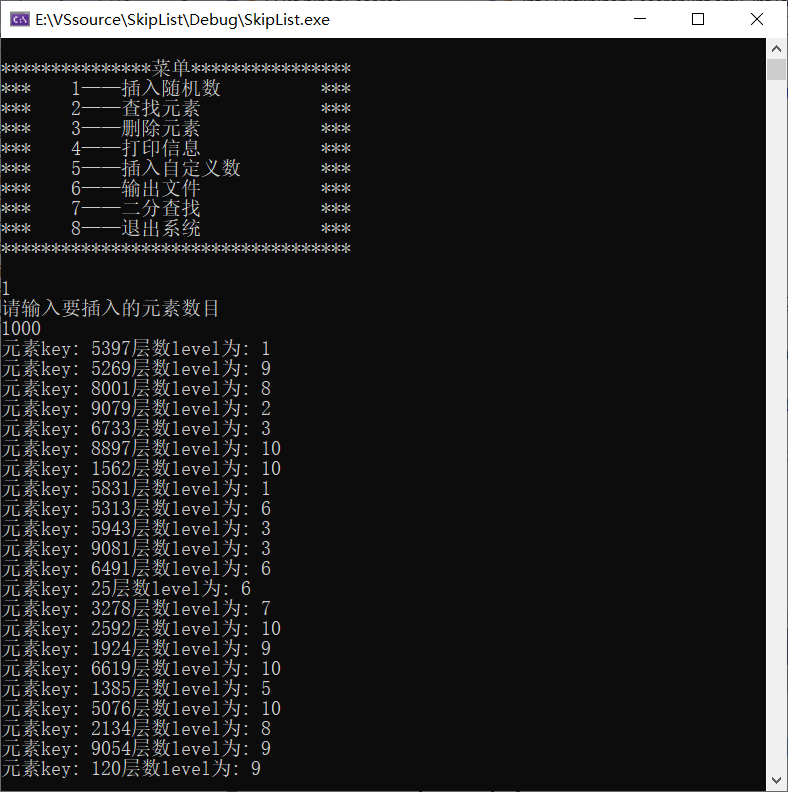 E:\VSsource\SkipList\Debug\SkipList.exe
***************菜单****************
***    1——插入随机数          ***
***    2——查找元素            ***
***    3——删除元素            ***
***    4——打印信息            ***
***    5——插入自定义数        ***
***    6——输出文件            ***
***    7——二分查找            ***
***    8——退出系统            ***
***********************************
1
请输入要插入的元素数目
1000
元素key: 5397层数level为: 1
元素key: 5269层数level为: 9
元素key: 8001层数level为: 8
元素key: 9079层数level为: 2
元素key: 6733层数level为: 3
元素key: 8897层数level为: 10
元素key: 1562层数level为: 10
元素key: 5831层数level为: 1
元素key: 5313层数level为: 6
元素key: 5943层数level为: 3
元素key: 9081层数level为: 3
元素key: 6491层数level为: 6
元素key: 25层数level为: 6
元素key: 3278层数level为: 7
元素key: 2592层数level为: 10
元素key: 1924层数level为: 9
元素key: 6619层数level为: 10
元素key: 1385层数level为: 5
元素key: 5076层数level为: 10
元素key: 2134层数level为: 8
元素key: 9054层数level为: 9
元素key: 120层数level为: 9